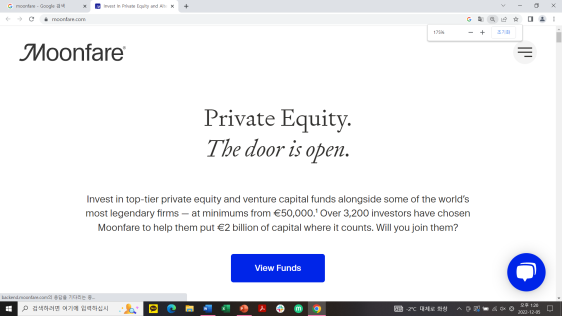 moonfare - Google 검색
Invest in Private Equity and Alt
moonfare.com
175%
초기화
Moonfare
Private Equity.
The door is open.
Invest in top-tier private equity and venture capital funds alongside some of the world's
most legendary firms — at minimums from €50,000.¹ Over 3,200 investors have chosen
Moonfare to help them put €2 billion of capital where it counts. Will you join them?
View Funds
backend.moonfare.com의 응답을 기다리는 중...
검색하려면 여기에 입력하십시오
-2°C 대체로 화창
오후 1:28
2022-12-05